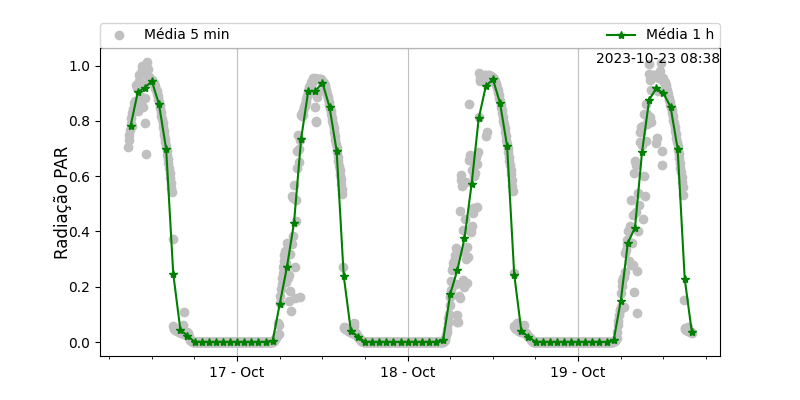 Média 5 min
Média 1 h
2023-10-23 08:38
Radiação PAR
1.0
0.8
0.6
0.4
0.2
0.0
17 - Oct
18 - Oct
19 - Oct